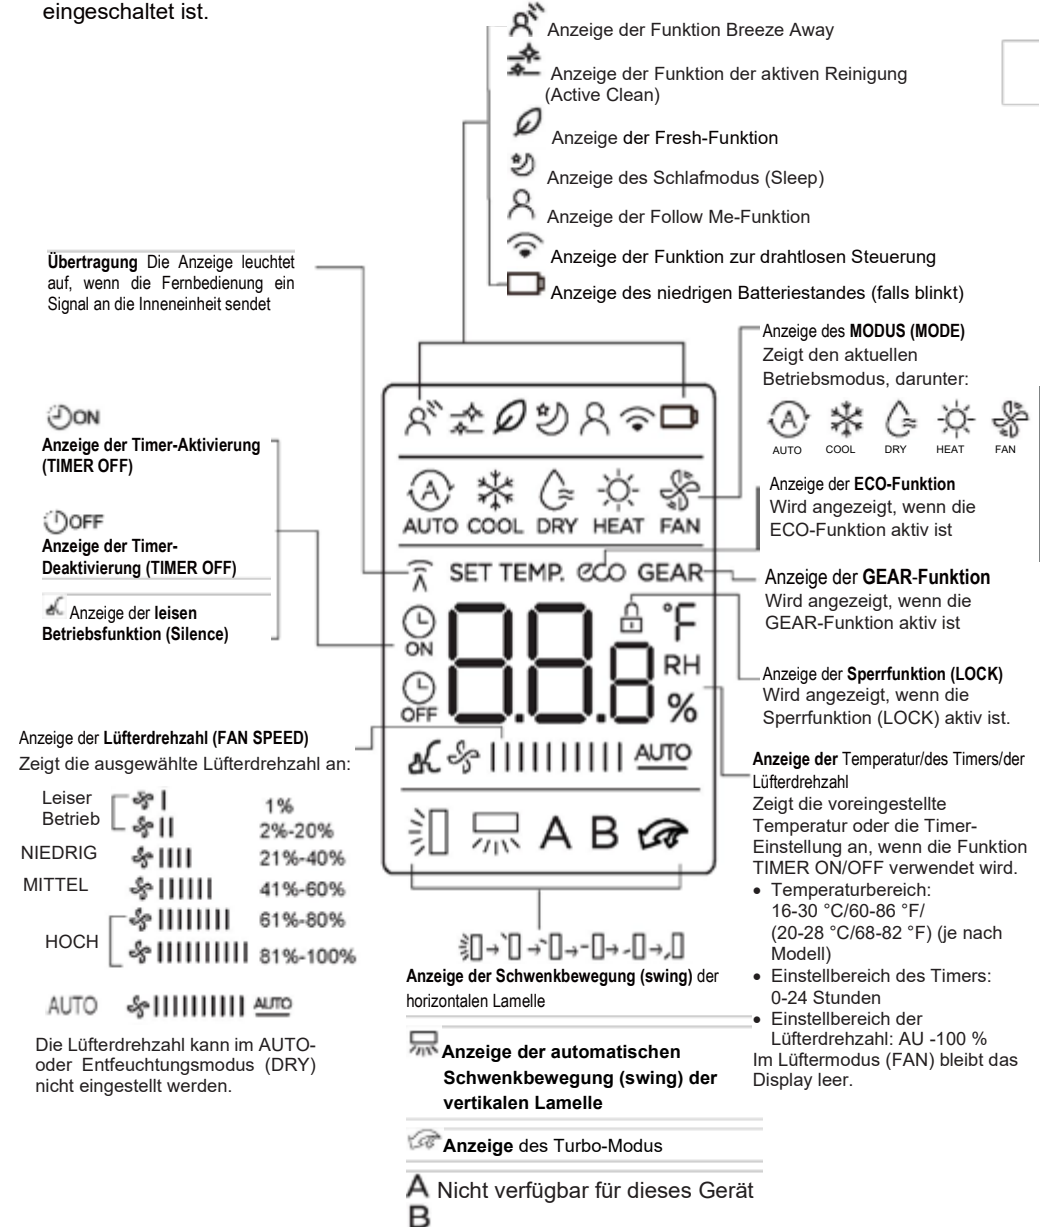 eingeschaltet ist.
Anzeige der Funktion Breeze Away
Anzeige der Funktion der aktiven Reinigung
(Active Clean)
Anzeige der Fresh-Funktion
Anzeige des Schlafmodus (Sleep)
Anzeige der Follow Me-Funktion
Anzeige der Funktion zur drahtlosen Steuerung
Anzeige des niedrigen Batteriestandes (falls blinkt)
Übertragung Die Anzeige leuchtet
auf, wenn die Fernbedienung ein
Signal an die Inneneinheit sendet
ON
Anzeige der Timer-Aktivierung
(TIMER OFF)
OFF
Anzeige der Timer-
Deaktivierung (TIMER OFF)
Anzeige der leisen
Betriebsfunktion (Silence)
Anzeige der Lüfterdrehzahl (FAN SPEED)
Zeigt die ausgewählte Lüfterdrehzahl an:
Leiser
Betrieb
1%
2%-20%
NIEDRIG 21%-40%
MITTEL 41%-60%
HOCH
61%-80%
81%-100%
AUTO AUTO
Die Lüfterdrehzahl kann im AUTO-
oder Entfeuchtungsmodus (DRY)
nicht eingestellt werden.
A
AUTO COOL DRY HEAT FAN
SET TEMP. eco GEAR
ON
OFF
88.8
°F
RH
%
AUTO
A B
Anzeige der Schwenkbewegung (swing) der
horizontalen Lamelle
Anzeige der automatischen
Schwenkbewegung (swing) der
vertikalen Lamelle
Anzeige des Turbo-Modus
A Nicht verfügbar für dieses Gerät
B
Anzeige des MODUS (MODE)
Zeigt den aktuellen
Betriebsmodus, darunter:
A
AUTO COOL DRY HEAT FAN
Anzeige der ECO-Funktion
Wird angezeigt, wenn die
ECO-Funktion aktiv ist
Anzeige der GEAR-Funktion
Wird angezeigt, wenn die
GEAR-Funktion aktiv ist
Anzeige der Sperrfunktion (LOCK)
Wird angezeigt, wenn die
Sperrfunktion (LOCK) aktiv ist.
Anzeige der Temperatur/des Timers/der
Lüfterdrehzahl
Zeigt die voreingestellte
Temperatur oder die Timer-
Einstellung an, wenn die Funktion
TIMER ON/OFF verwendet wird.
• Temperaturbereich:
16-30 °C/60-86 °F/
(20-28 °C/68-82 °F) (je nach
Modell)
• Einstellbereich des Timers:
0-24 Stunden
• Einstellbereich der
Lüfterdrehzahl: AU -100 %
Im Lüftermodus (FAN) bleibt das
Display leer.